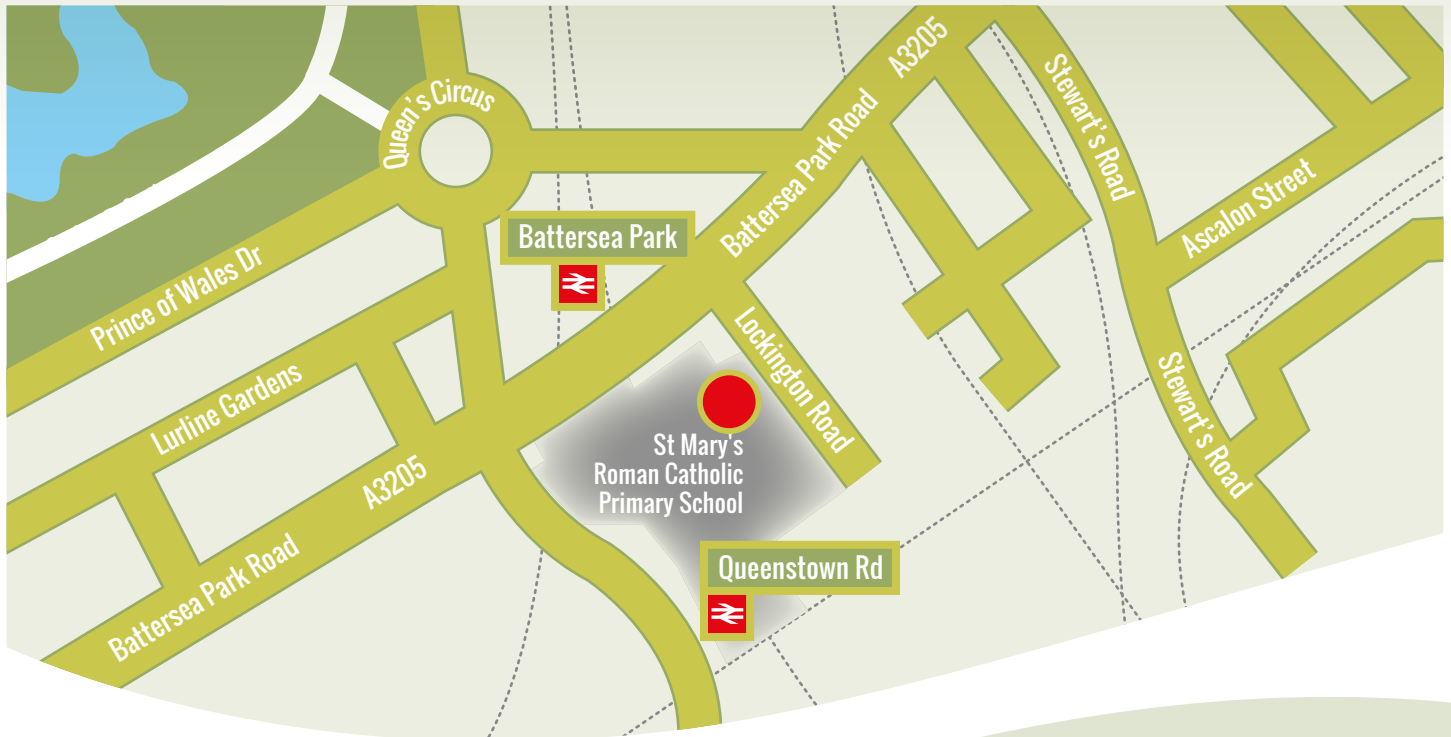 Queen's Circus
A3205
Stewart's Road
Battersea Park Road
Ascalon Street
Battersea Park
Prince of Wales Dr
Lockington Road
Lurline Gardens
Stewart's Road
St Mary's
Roman Catholic
Primary School
A3205
Queenstown Rd
Battersea Park Road